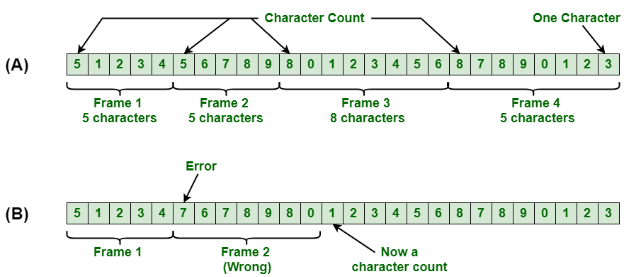 Character Count
One Character
(A)
5 1 2 3 4 5 6 7 8 9 8 0 1 2 3 4 5 6 8 7 8 9 0 1 2 3
Frame 1 Frame 2 Frame 3 Frame 4
5 characters 5 characters 8 characters 5 characters
Error
(B)
5 1 2 3 4 7 6 7 8 9 8 0 1 2 3 4 5 6 8 7 8 9 0 1 2 3
Frame 1 Frame 2 Now a
(Wrong) character count